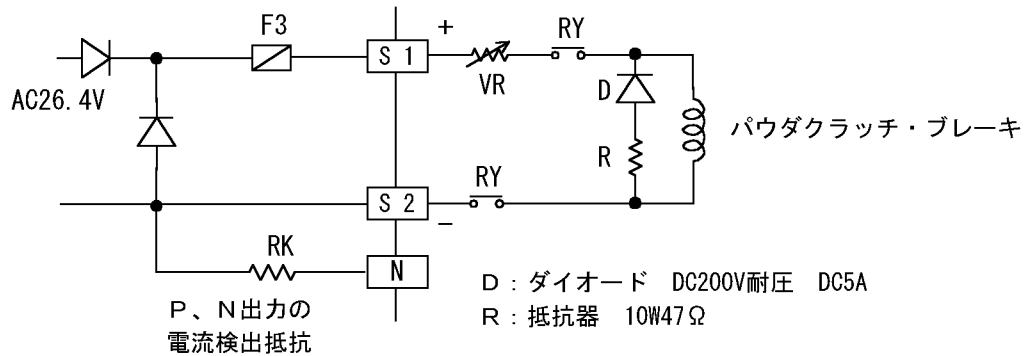 F3
S 1
+
RY
VR
AC26.4V
D
パウダクラッチ・ブレーキ
R
RY
S 2
−
RK
N
P、N出力の
電流検出抵抗
D：ダイオード　DC200V耐圧　DC5A
R：抵抗器　10W47Ω